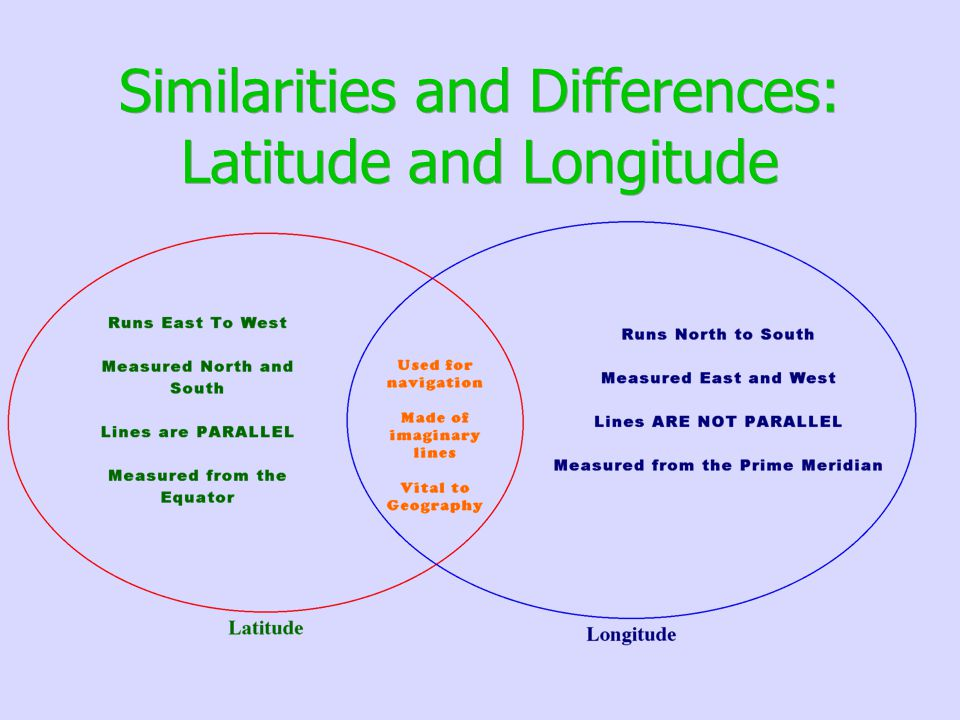 Similarities and Differences:
Latitude and Longitude
Runs East To West
Measured North and
South
Lines are PARALLEL
Measured from the
Equator
Used for
navigation
Made of
imaginary
lines
Vital to
Geography
Runs North to South
Measured East and West
Lines ARE NOT PARALLEL
Measured from the Prime Meridian
Latitude
Longitude